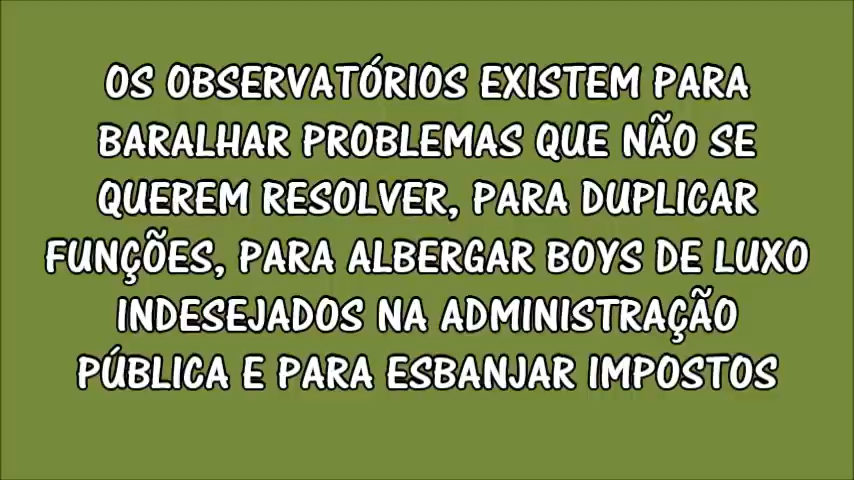 OS OBSERVATÓRIOS EXISTEM PARA
BARALHAR PROBLEMAS QUE NÃO SE
QUEREM RESOLVER, PARA DUPLICAR
FUNÇÕES, PARA ALBERGAR BOYS DE LUXO
INDESEJADOS NA ADMINISTRAÇÃO
PÚBLICA E PARA ESBANJAR IMPOSTOS